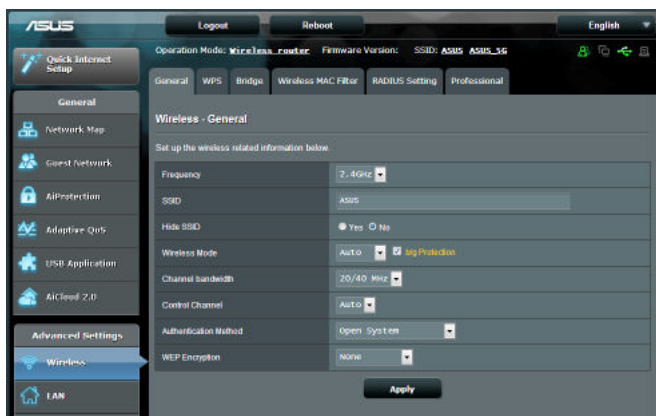 ASUS
Logout
Reboot
English
Quick Internet Setup
Operation Mode: Wireless router Firmware Version: SSID: ASUS ASUS_5G
General WPS Bridge Wireless MAC Filter RADIUS Setting Professional
General
Network Map
Guest Network
AiProtection
Adaptive QoS
USB Application
AiCloud 2.0
Advanced Settings
Wireless
LAN
Wireless - General
Set up the wireless related information below.
Frequency 2.4GHz
SSID ASUS
Hide SSID Yes No
Wireless Mode Auto b/g Protection
Channel bandwidth 20/40 MHz
Control Channel Auto
Authentication Method Open System
WEP Encryption None
Apply